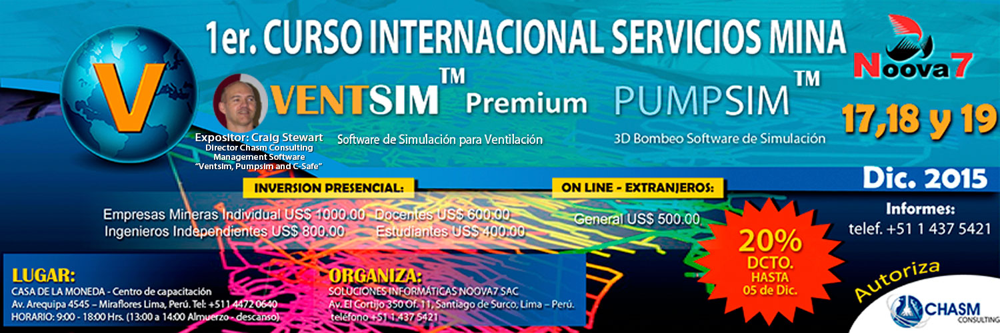 1er. CURSO INTERNACIONAL SERVICIOS MINA
Noova7
V
VENTSIM™ Premium
PUMPSIM™
17,18 y 19
Expositor: Craig Stewart
Director Chasm Consulting
Management Software
“Ventsim, Pumpsim and C-Safe”
Software de Simulación para Ventilación
3D Bombeo Software de Simulación
Dic. 2015
INVERSION PRESENCIAL:
ON LINE - EXTRANJEROS:
Informes:
telef. +51 1 437 5421
Empresas Mineras Individual US$ 1000.00 Docentes US$ 600.00
Ingenieros Independientes US$ 800.00 Estudiantes US$ 400.00
General US$ 500.00
20%
DCTO.
HASTA
05 de Dic.
LUGAR:
CASA DE LA MONEDA - Centro de capacitación
Av. Arequipa 4545 – Miraflores Lima, Perú. Tel: +511 4472 0640
HORARIO: 9:00 - 18:00 Hrs. (13:00 a 14:00 Almuerzo - descanso)
ORGANIZA:
SOLUCIONES INFORMÁTICAS NOOVA7 SAC
Av. El Cortijo 350 Of. 11, Santiago de Surco, Lima – Perú.
teléfono +51 1 437 5421
Autoriza
CHASM
CONSULTING